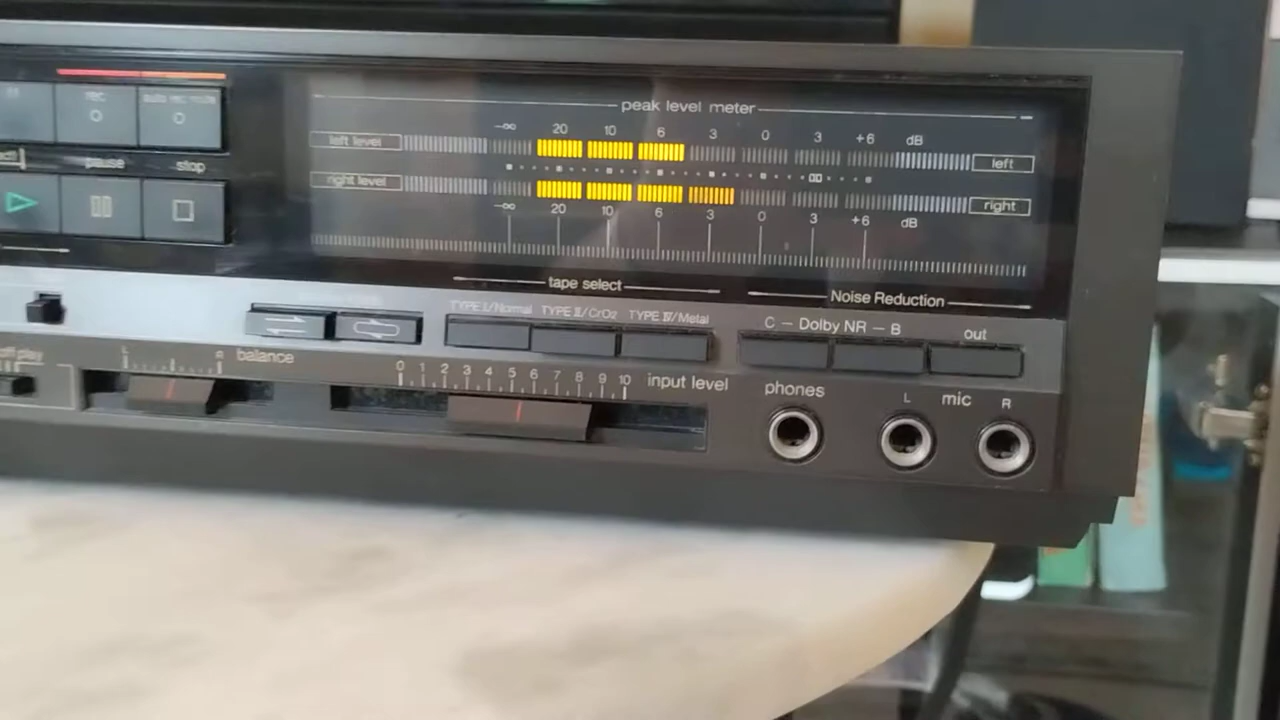 peak level meter
rec
auto rec mute
-∞ 20 10 6 3 0 3 +6 dB
left level
left
pause
stop
right level
right
-∞ 20 10 6 3 0 3 +6 dB
tape select
Noise Reduction
TYPE I/Normal TYPE II/CrO2 TYPE IV/Metal
C – Dolby NR – B
out
L R balance
0 1 2 3 4 5 6 7 8 9 10 input level
phones
L mic R